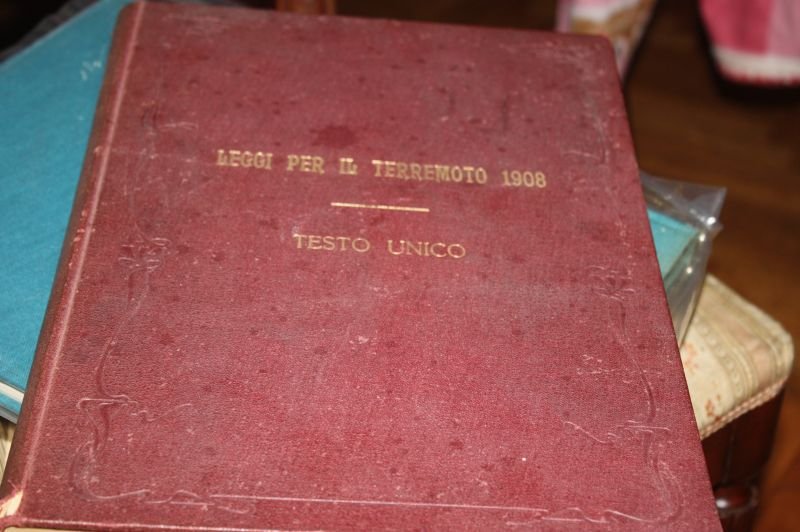 LEGGI PER IL TERREMOTO 1908
TESTO UNICO